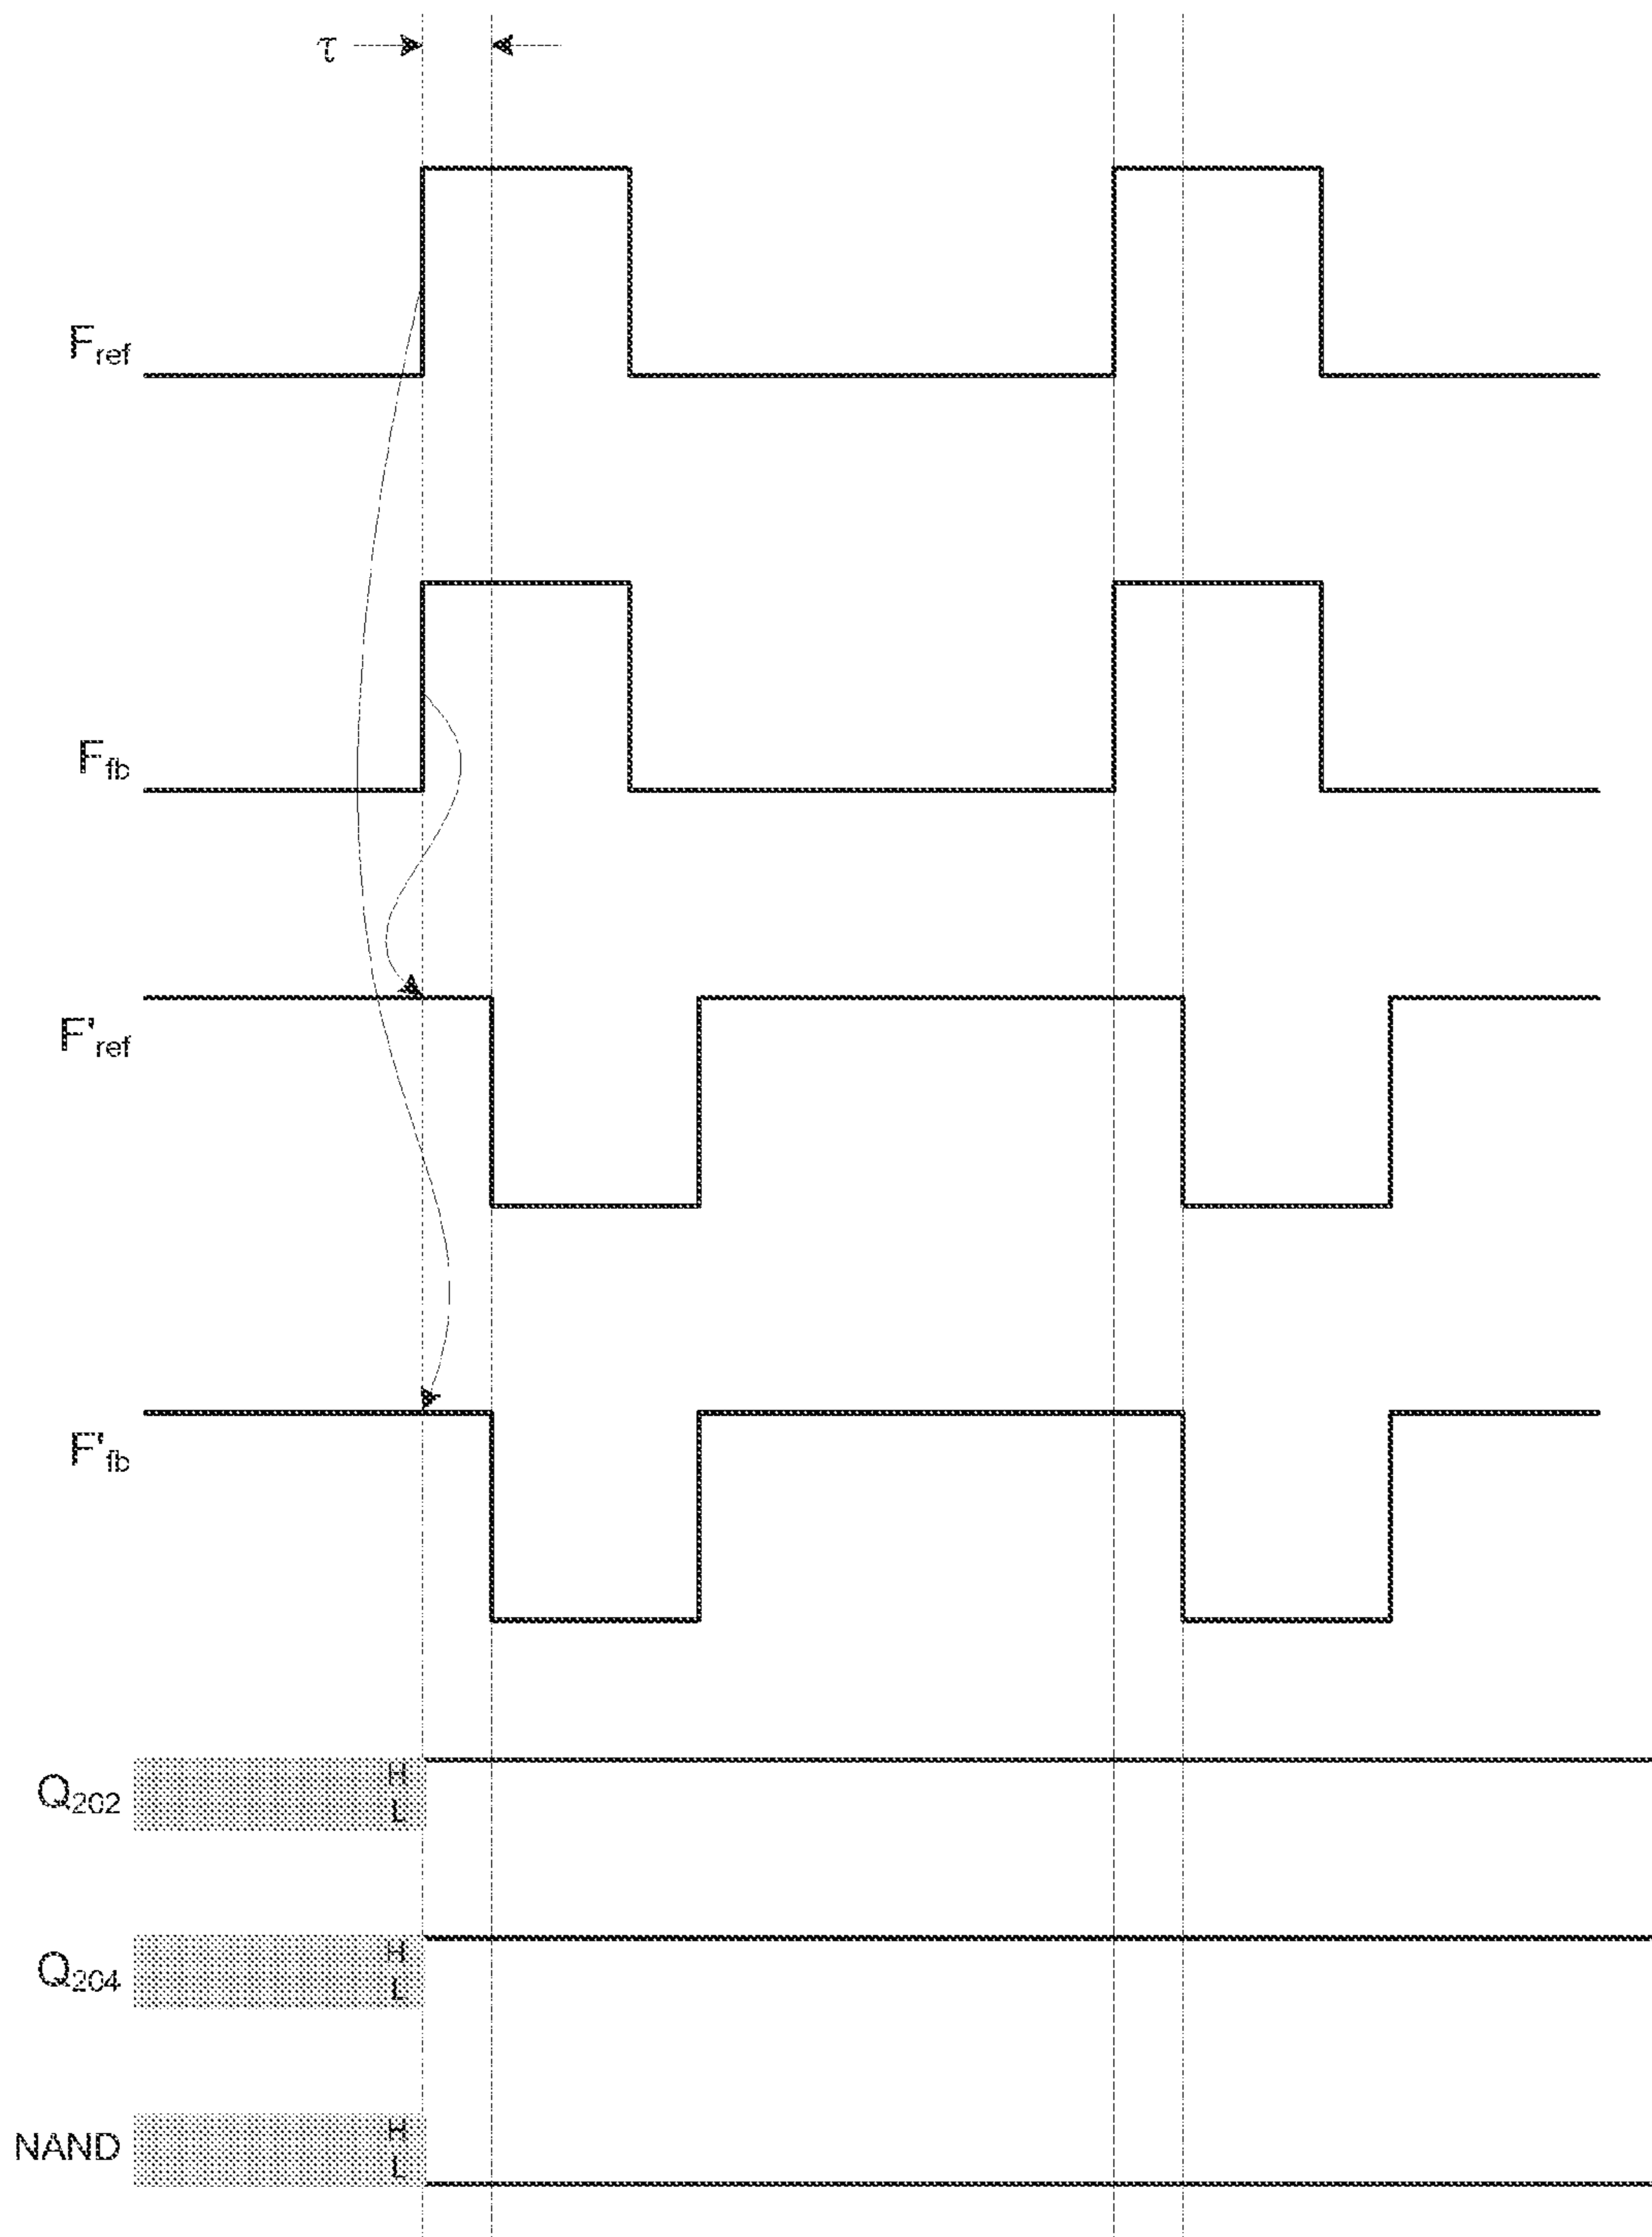 τ
F_ref
F_fb
F'_ref
F'_fb
Q_202 H
L
Q_204 H
L
NAND H
L